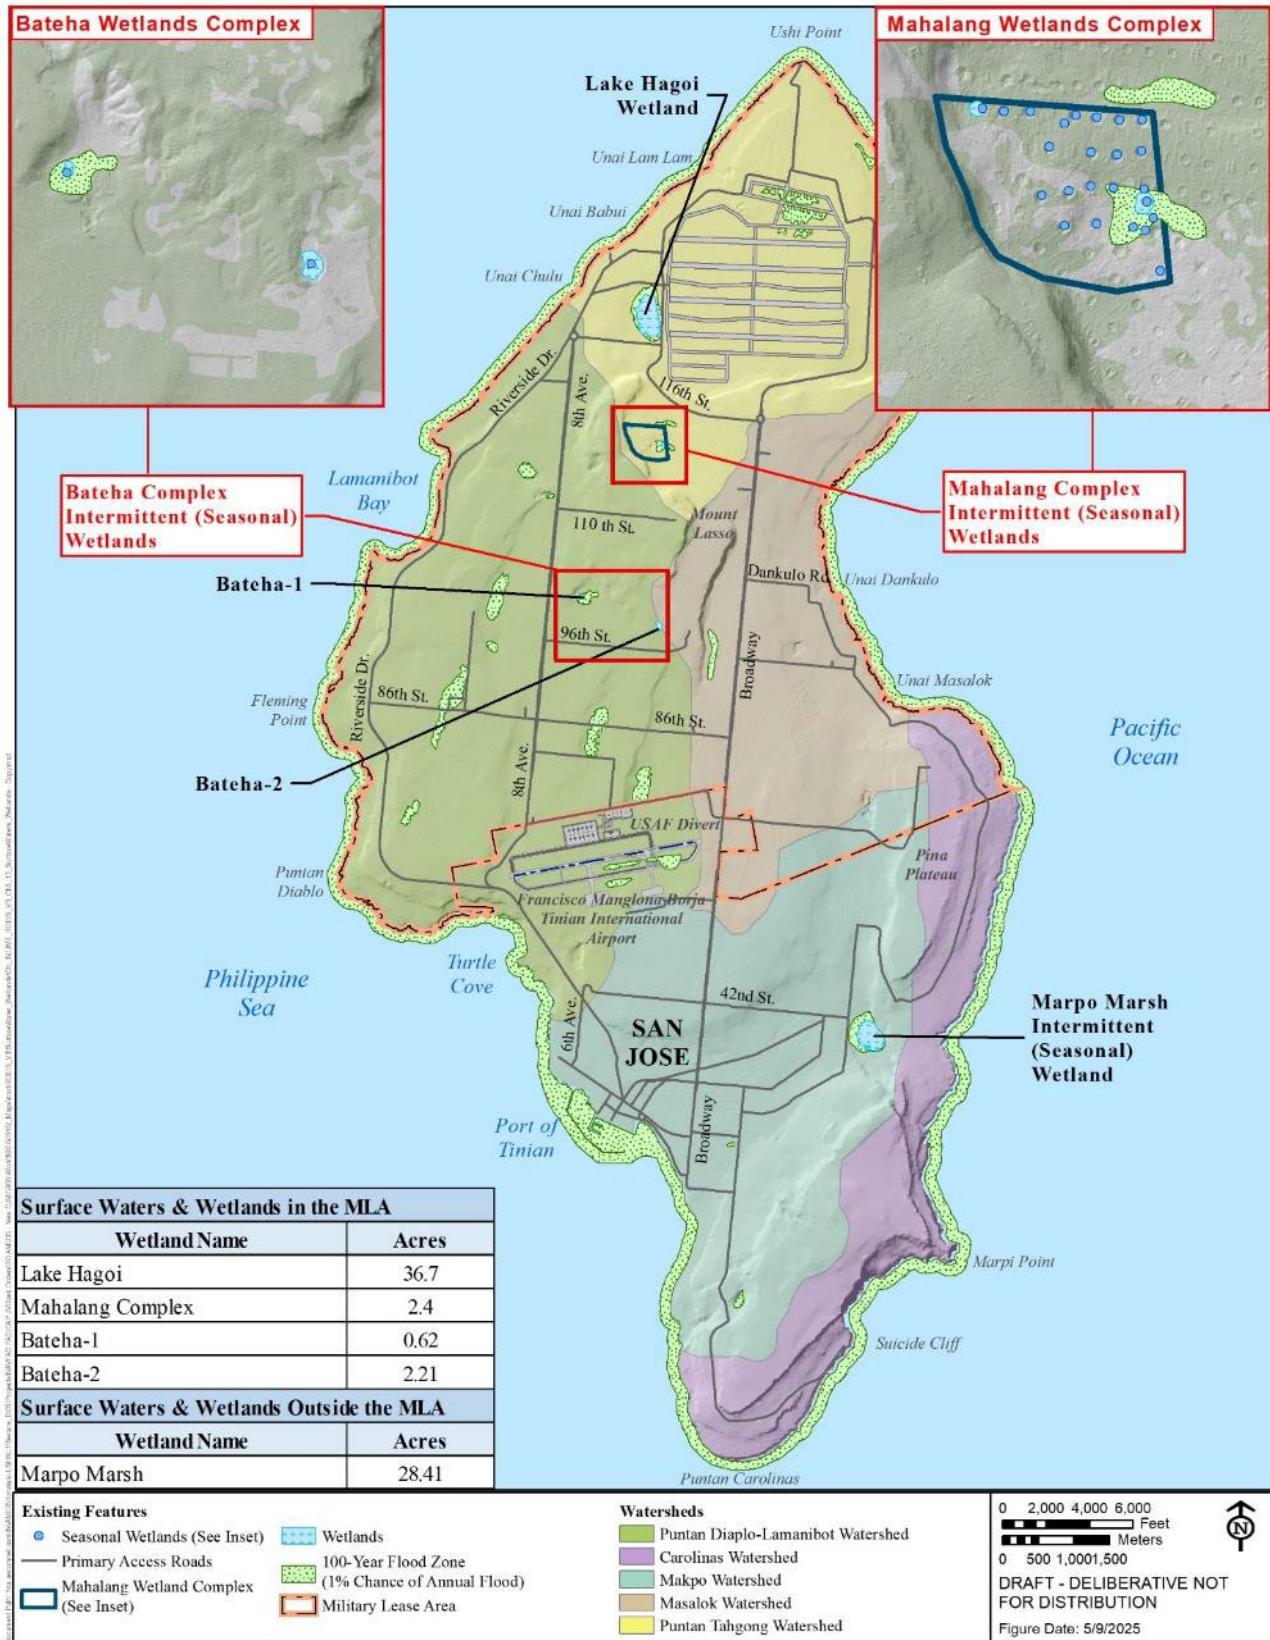 Bateha Wetlands Complex
Mahalang Wetlands Complex
Ushi Point
Lake Hagoi
Wetland
Unai Lam Lam
Unai Babui
Unai Chulu
Riverside Dr.
8th Ave.
116th St.
Lamanibot
Bay
Bateha Complex
Intermittent (Seasonal)
Wetlands
Mahalang Complex
Intermittent (Seasonal)
Wetlands
110 th St.
Mount
Lasso
Dankulo Rd.
Unai Dankulo
Bateha-1
96th St.
Broadway
Unai Masalok
Riverside Dr.
86th St.
86th St.
Fleming
Point
Pacific
Ocean
8th Ave.
Bateha-2
USAF Divert
Pina
Plateau
Puntan
Diablo
Francisco Manglona Borja
Tinian International
Airport
Turtle
Cove
Philippine
Sea
42nd St.
6th Ave.
SAN
JOSE
Marpo Marsh
Intermittent
(Seasonal)
Wetland
Port of
Tinian
Broadway
Marpi Point
Suicide Cliff
Puntan Carolinas
Surface Waters & Wetlands in the MLA
Wetland Name Acres
Lake Hagoi 36.7
Mahalang Complex 2.4
Bateha-1 0.62
Bateha-2 2.21
Surface Waters & Wetlands Outside the MLA
Wetland Name Acres
Marpo Marsh 28.41
Existing Features
Seasonal Wetlands (See Inset)
Primary Access Roads
Mahalang Wetland Complex
(See Inset)
Wetlands
100-Year Flood Zone
(1% Chance of Annual Flood)
Military Lease Area
Watersheds
Puntan Diaplo-Lamanibot Watershed
Carolinas Watershed
Makpo Watershed
Masalok Watershed
Puntan Tahgong Watershed
0 2,000 4,000 6,000
Feet
Meters
0 500 1,000 1,500
N
DRAFT - DELIBERATIVE NOT
FOR DISTRIBUTION
Figure Date: 5/9/2025